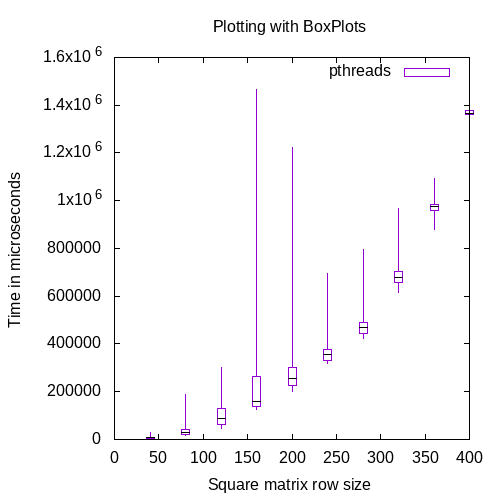 Plotting with BoxPlots
1.6x10^6
pthreads
1.4x10^6
1.2x10^6
1x10^6
800000
600000
400000
200000
0
Time in microseconds
0 50 100 150 200 250 300 350 400
Square matrix row size